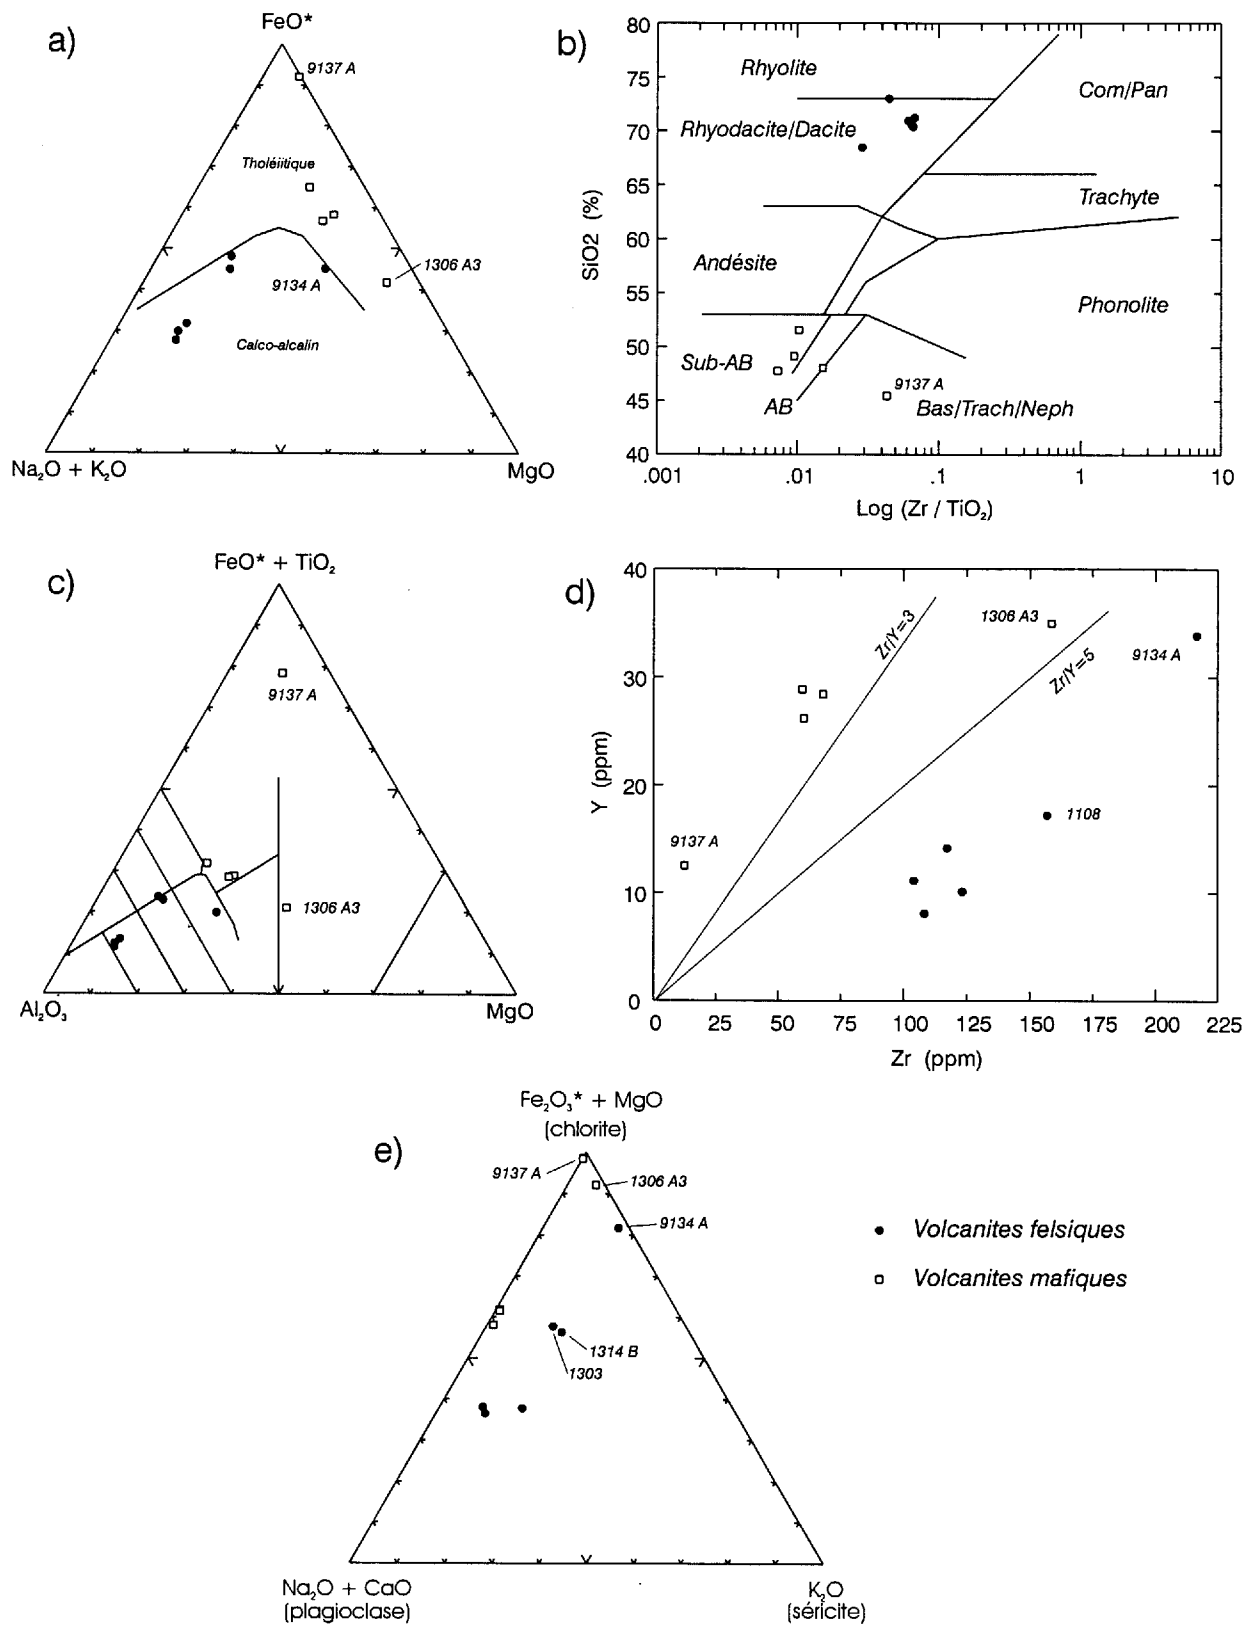 a)
FeO*
9137 A
Tholéiitique
1306 A3
9134 A
Calco-alcalin
Na₂O + K₂O
MgO
b)
80
75
70
65
60
55
50
45
40
SiO2 (%)
Rhyolite
Com/Pan
Rhyodacite/Dacite
Trachyte
Andésite
Phonolite
Sub-AB
9137 A
AB
Bas/Trach/Neph
.001
.01
.1
1
10
Log (Zr / TiO₂)
c)
FeO* + TiO₂
9137 A
1306 A3
Al₂O₃
MgO
d)
40
30
20
10
0
Y (ppm)
Zr/Y=3
1306 A3
Zr/Y=5
9134 A
1108
9137 A
0
25
50
75
100
125
150
175
200
225
Zr (ppm)
e)
Fe₂O₃* + MgO
(chlorite)
9137 A
1306 A3
9134 A
1314 B
1303
Na₂O + CaO
(plagioclase)
K₂O
(séricite)
Volcanites felsiques
Volcanites mafiques